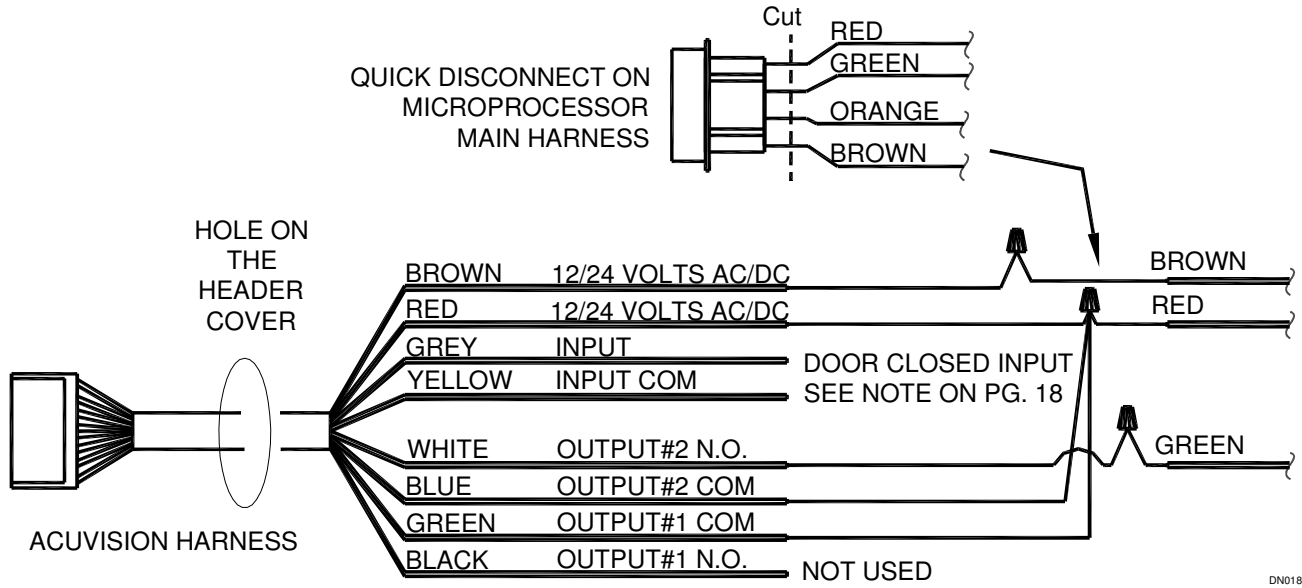 Cut
RED
QUICK DISCONNECT ON
MICROPROCESSOR
MAIN HARNESS
GREEN
ORANGE
BROWN
HOLE ON
THE
HEADER
COVER
BROWN 12/24 VOLTS AC/DC
BROWN
RED 12/24 VOLTS AC/DC
RED
GREY INPUT
YELLOW INPUT COM
DOOR CLOSED INPUT
SEE NOTE ON PG. 18
WHITE OUTPUT#2 N.O.
GREEN
BLUE OUTPUT#2 COM
GREEN OUTPUT#1 COM
BLACK OUTPUT#1 N.O.
NOT USED
ACUVISION HARNESS
DN018